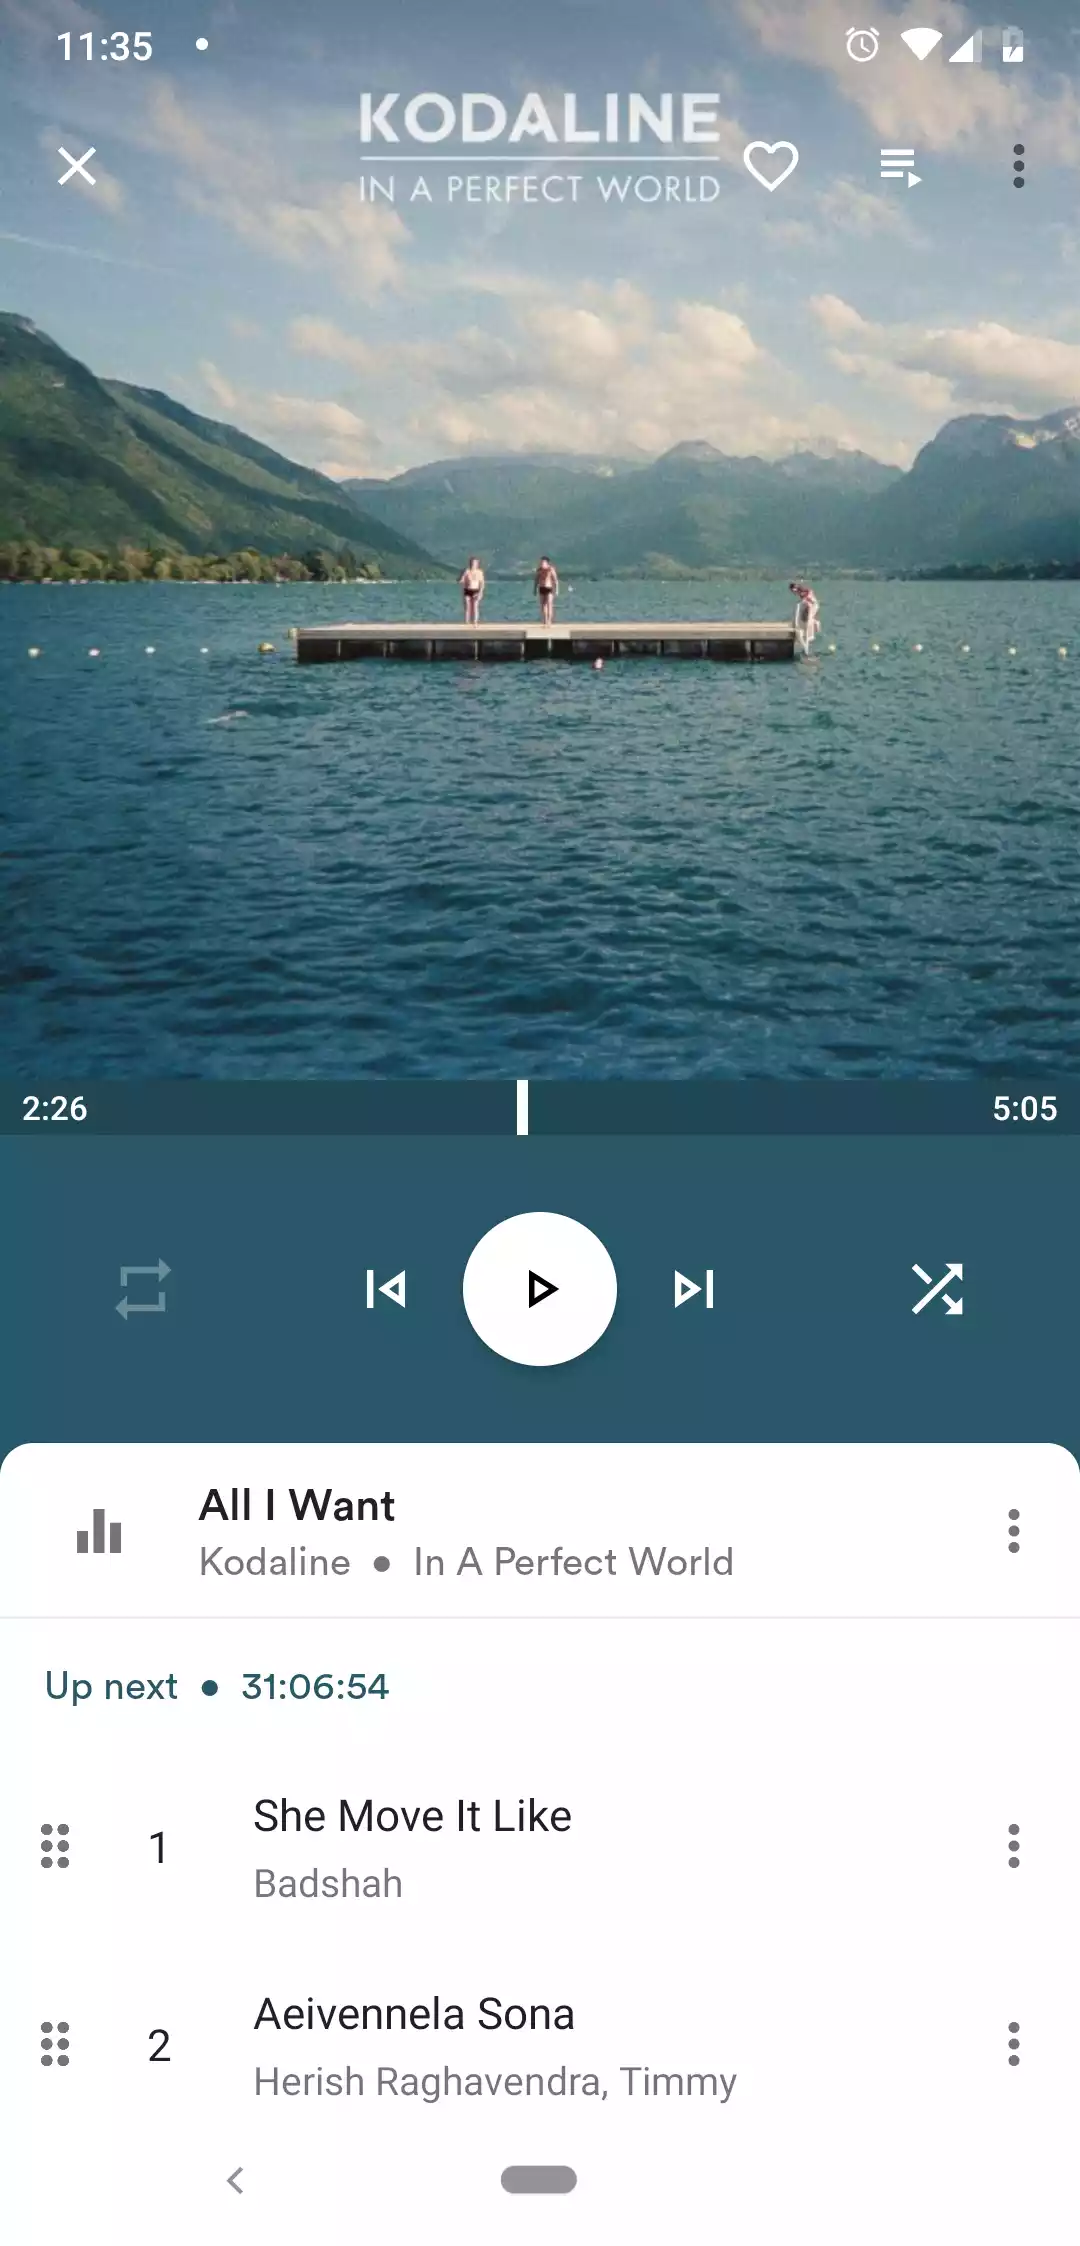 11:35
KODALINE
IN A PERFECT WORLD
2:26
5:05
All I Want
Kodaline • In A Perfect World
Up next • 31:06:54
1
She Move It Like
Badshah
2
Aeivennela Sona
Herish Raghavendra, Timmy